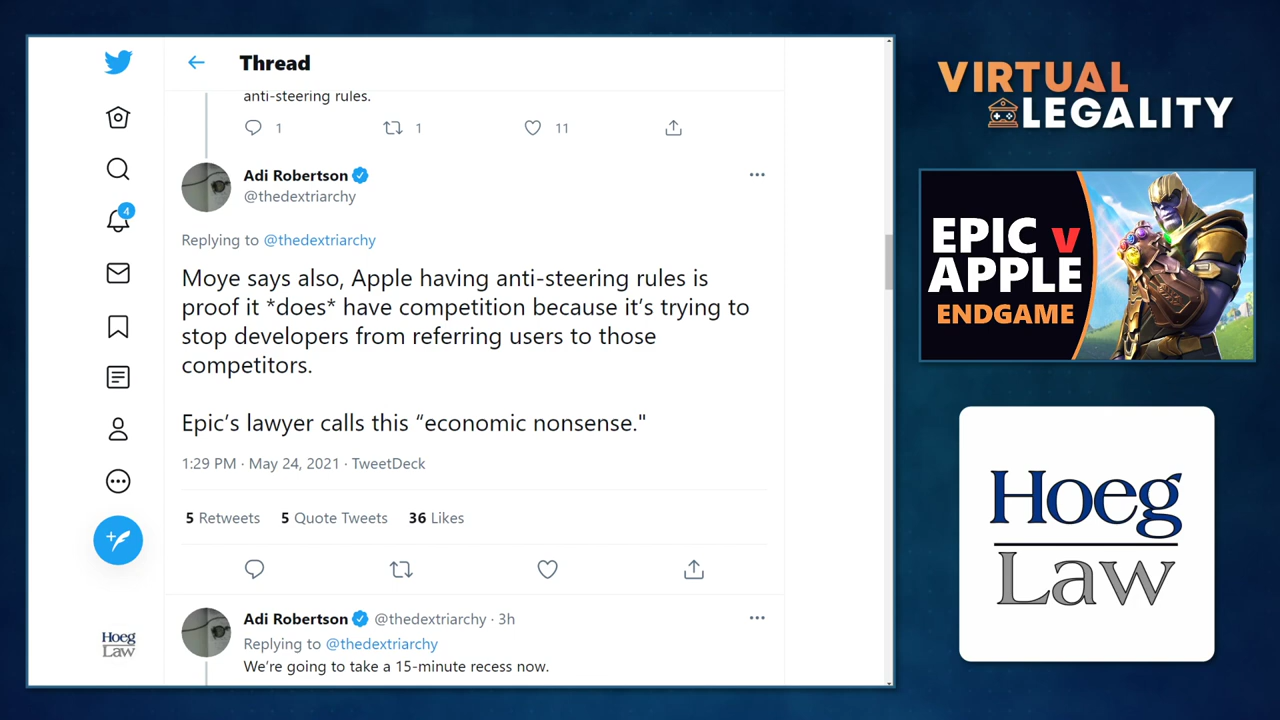 Thread
anti-steering rules.
1
1
11
Adi Robertson
@thedextriarchy
Replying to @thedextriarchy
Moye says also, Apple having anti-steering rules is
proof it *does* have competition because it’s trying to
stop developers from referring users to those
competitors.
Epic’s lawyer calls this “economic nonsense."
1:29 PM · May 24, 2021 · TweetDeck
5 Retweets 5 Quote Tweets 36 Likes
Adi Robertson @thedextriarchy · 3h
Replying to @thedextriarchy
We’re going to take a 15-minute recess now.
4
Hoeg
Law
VIRTUAL
LEGALITY
EPIC v
APPLE
ENDGAME
Hoeg
Law